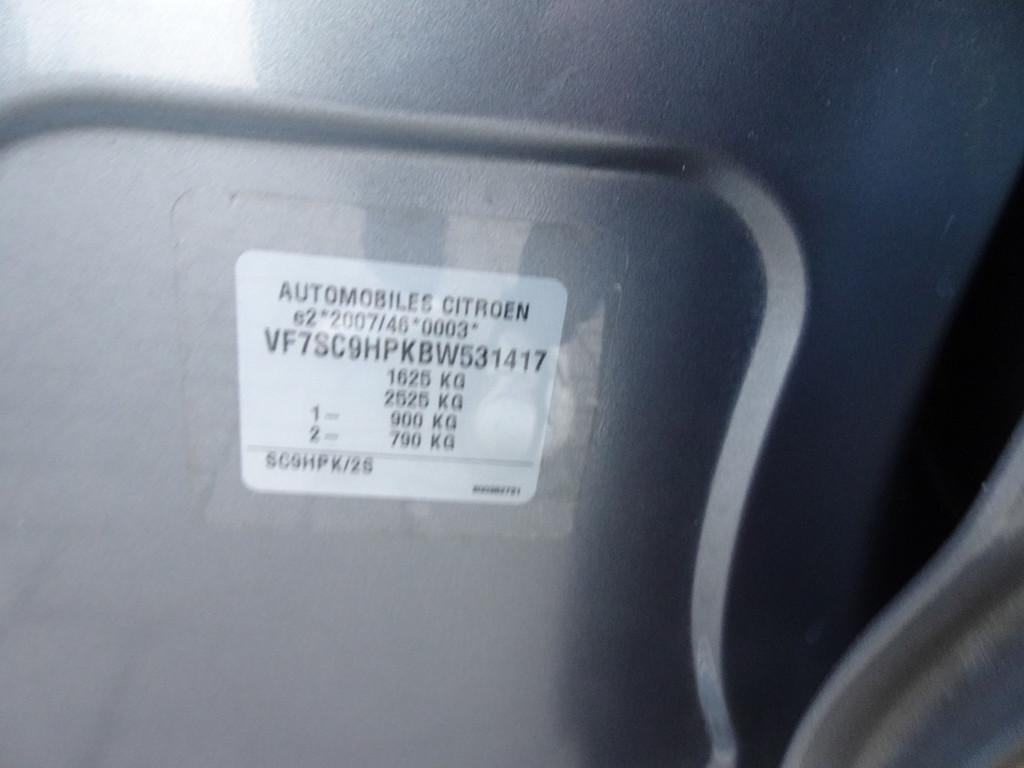 AUTOMOBILES CITROEN
e2*2007/46*0003*
VF7SC9HPKBW531417
1625 KG
2525 KG
1– 900 KG
2– 790 KG
SC9HPK/2S